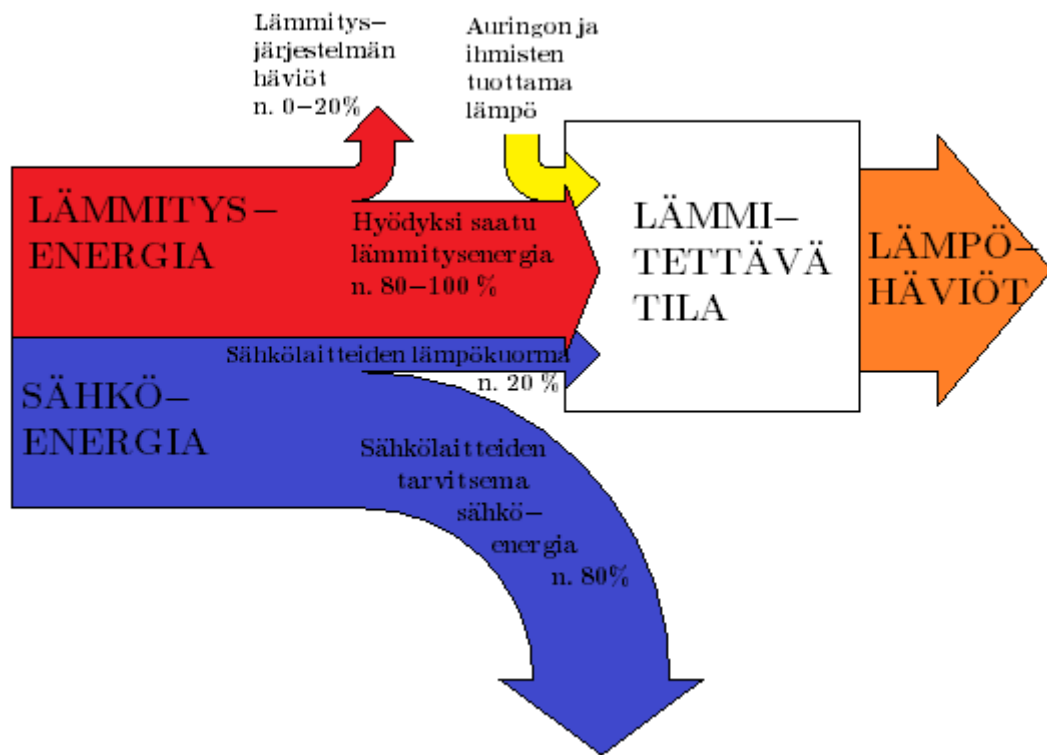 Lämmitys–
järjestelmän
häviöt
n. 0–20%
Auringon ja
ihmisten
tuottama
lämpö
LÄMMITYS–
ENERGIA
Hyödyksi saatu
lämmitysenergia
n. 80–100 %
LÄMMI–
TETTÄVÄ
TILA
LÄMPÖ–
HÄVIÖT
Sähkölaitteiden lämpökuorma
n. 20 %
SÄHKÖ–
ENERGIA
Sähkölaitteiden
tarvitsema
sähkö–
energia
n. 80%